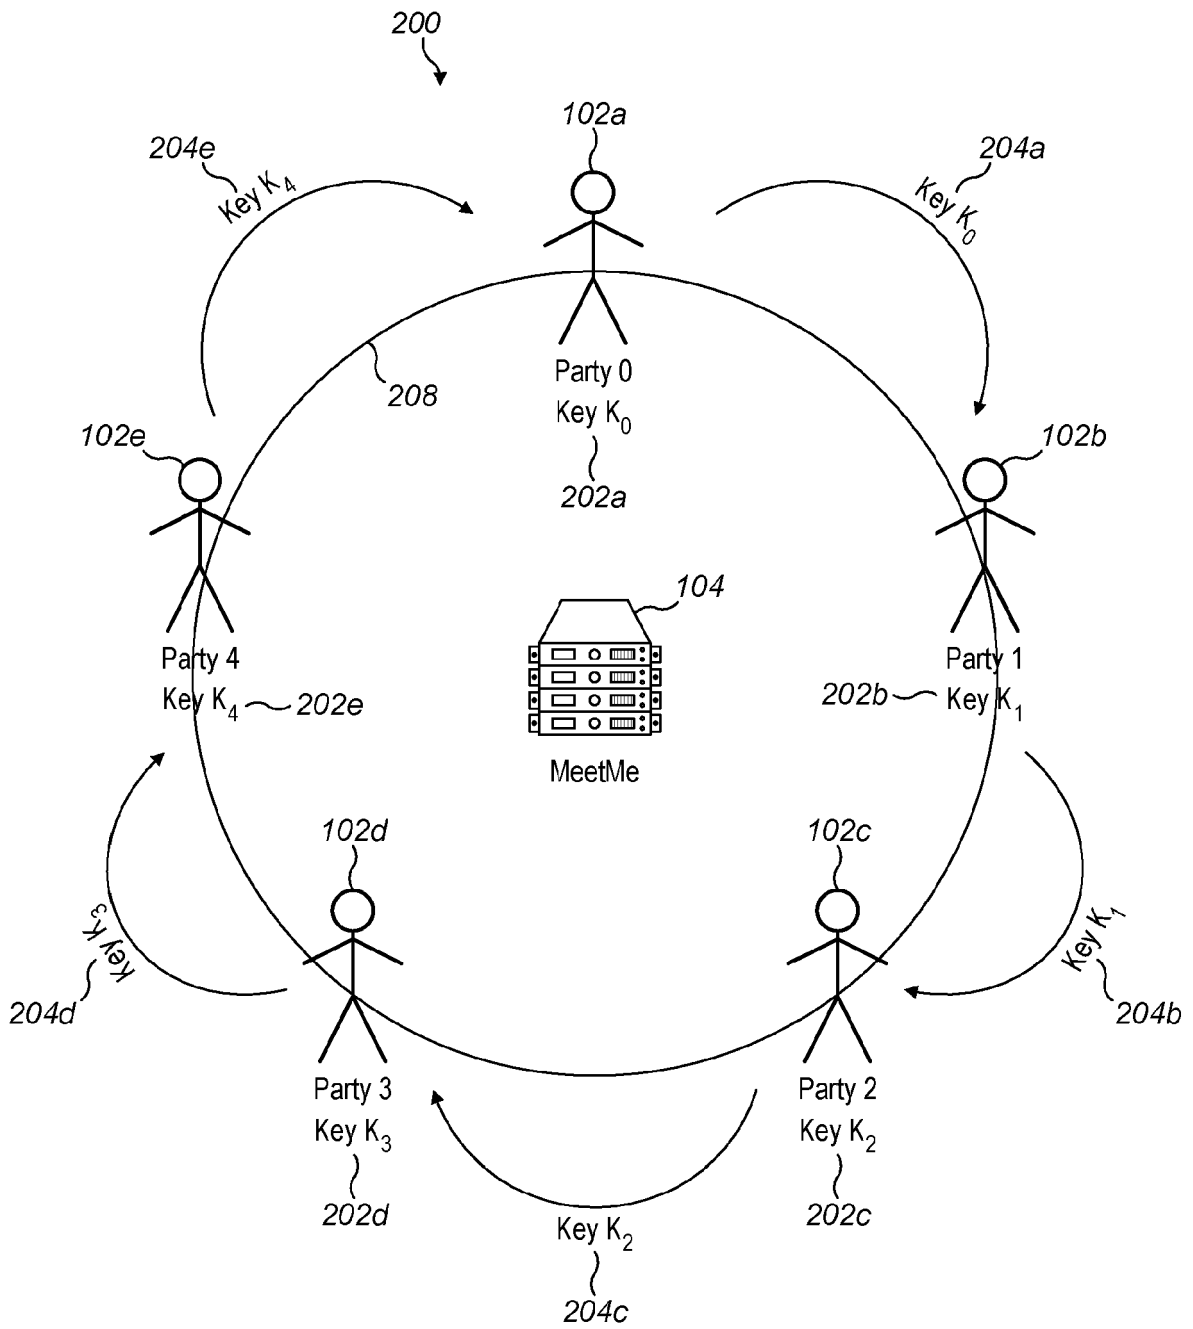 200
102a
204e
204a
Key K4
Key K0
Party 0
208
Key K0
102e
102b
202a
104
Party 4
Party 1
Key K4
202e
202b
Key K1
MeetMe
102d
102c
Key K3
Key K1
204d
204b
Party 3
Party 2
Key K3
Key K2
202d
202c
Key K2
204c